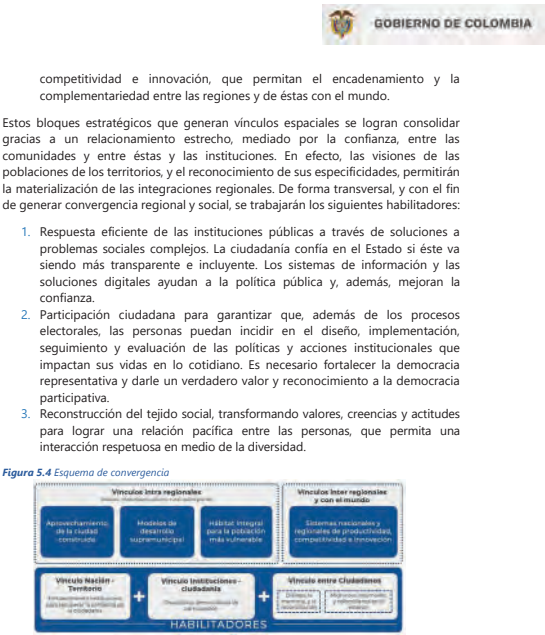 GOBIERNO DE COLOMBIA
competitividad e innovación, que permitan el encadenamiento y la
complementariedad entre las regiones y de éstas con el mundo.
Estos bloques estratégicos que generan vínculos espaciales se logran consolidar
gracias a un relacionamiento estrecho, mediado por la confianza, entre las
comunidades y entre éstas y las instituciones. En efecto, las visiones de las
poblaciones de los territorios, y el reconocimiento de sus especificidades, permitirán
la materialización de las integraciones regionales. De forma transversal, y con el fin
de generar convergencia regional y social, se trabajarán los siguientes habilitadores:
1. Respuesta eficiente de las instituciones públicas a través de soluciones a
problemas sociales complejos. La ciudadanía confía en el Estado si éste va
siendo más transparente e incluyente. Los sistemas de información y las
soluciones digitales ayudan a la política pública y, además, mejoran la
confianza.
2. Participación ciudadana para garantizar que, además de los procesos
electorales, las personas puedan incidir en el diseño, implementación,
seguimiento y evaluación de las políticas y acciones institucionales que
impactan sus vidas en lo cotidiano. Es necesario fortalecer la democracia
representativa y darle un verdadero valor y reconocimiento a la democracia
participativa.
3. Reconstrucción del tejido social, transformando valores, creencias y actitudes
para lograr una relación pacífica entre las personas, que permita una
interacción respetuosa en medio de la diversidad.
Figura 5.4 Esquema de convergencia
Vínculos intra regionales
Vínculos inter regionales
y con el mundo
Aprovechamiento
de la ciudad
construida
Modelos de
desarrollo
supramunicipal
Hábitat integral
para la población
más vulnerable
Sistemas nacionales y
regionales de productividad,
competitividad e innovación
Vínculo Nación -
Territorio
+
Vínculo Instituciones -
ciudadanía
+
Vínculo entre Ciudadanos
HABILITADORES